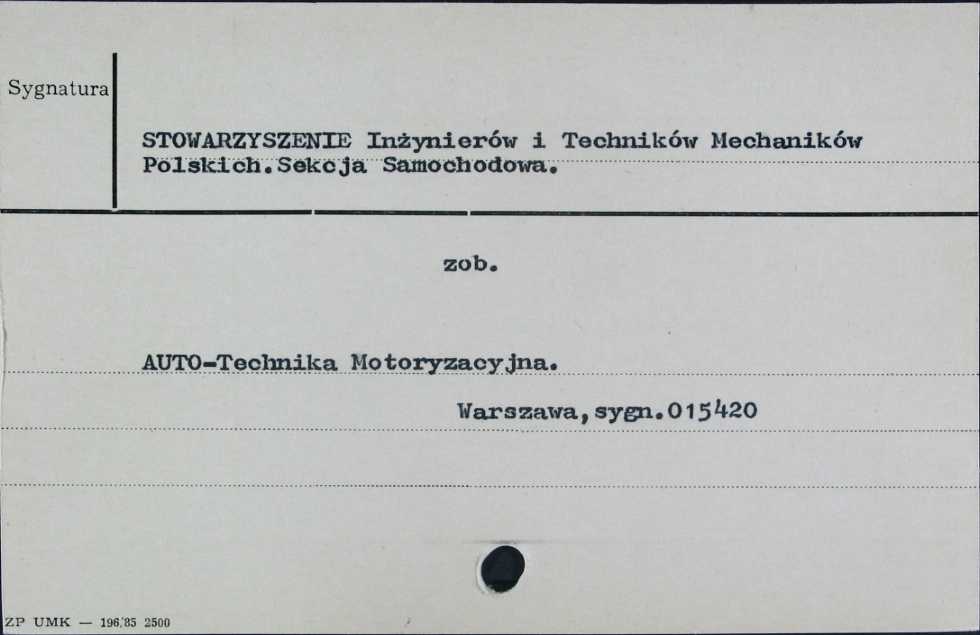 Sygnatura
STOWARZYSZENIE Inżynierów i Techników Mechaników
Polskich.Sekcja Samochodowa.
zob.
AUTO-Technika Motoryzacyjna.
Warszawa,sygn.015420
ZP UMK — 196/85 2500